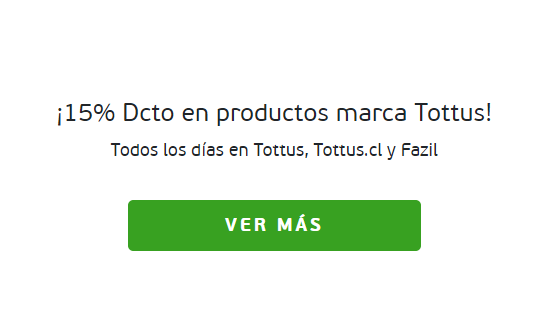 ¡15% Dcto en productos marca Tottus!
Todos los días en Tottus, Tottus.cl y Fazil
VER MÁS